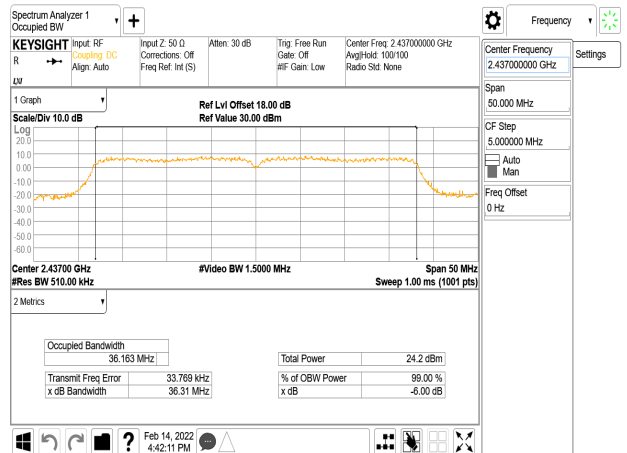 Spectrum Analyzer 1
Occupied BW
Frequency
KEYSIGHT
R
Input: RF
Coupling: DC
Align: Auto
Input Z: 50 Ω
Corrections: Off
Freq Ref: Int (S)
Atten: 30 dB
Trig: Free Run
Gate: Off
#IF Gain: Low
Center Freq: 2.437000000 GHz
Avg|Hold: 100/100
Radio Std: None
Center Frequency
2.437000000 GHz
Settings
Span
50.000 MHz
CF Step
5.000000 MHz
Auto
Man
Freq Offset
0 Hz
1 Graph
Scale/Div 10.0 dB
Ref Lvl Offset 18.00 dB
Ref Value 30.00 dBm
Log
20.0
10.0
0.00
-10.0
-20.0
-30.0
-40.0
-50.0
-60.0
Center 2.43700 GHz
#Video BW 1.5000 MHz
Span 50 MHz
#Res BW 510.00 kHz
Sweep 1.00 ms (1001 pts)
2 Metrics
Occupied Bandwidth
36.163 MHz
Total Power 24.2 dBm
Transmit Freq Error 33.769 kHz
% of OBW Power 99.00 %
x dB Bandwidth 36.31 MHz
x dB -6.00 dB
?
Feb 14, 2022
4:42:11 PM